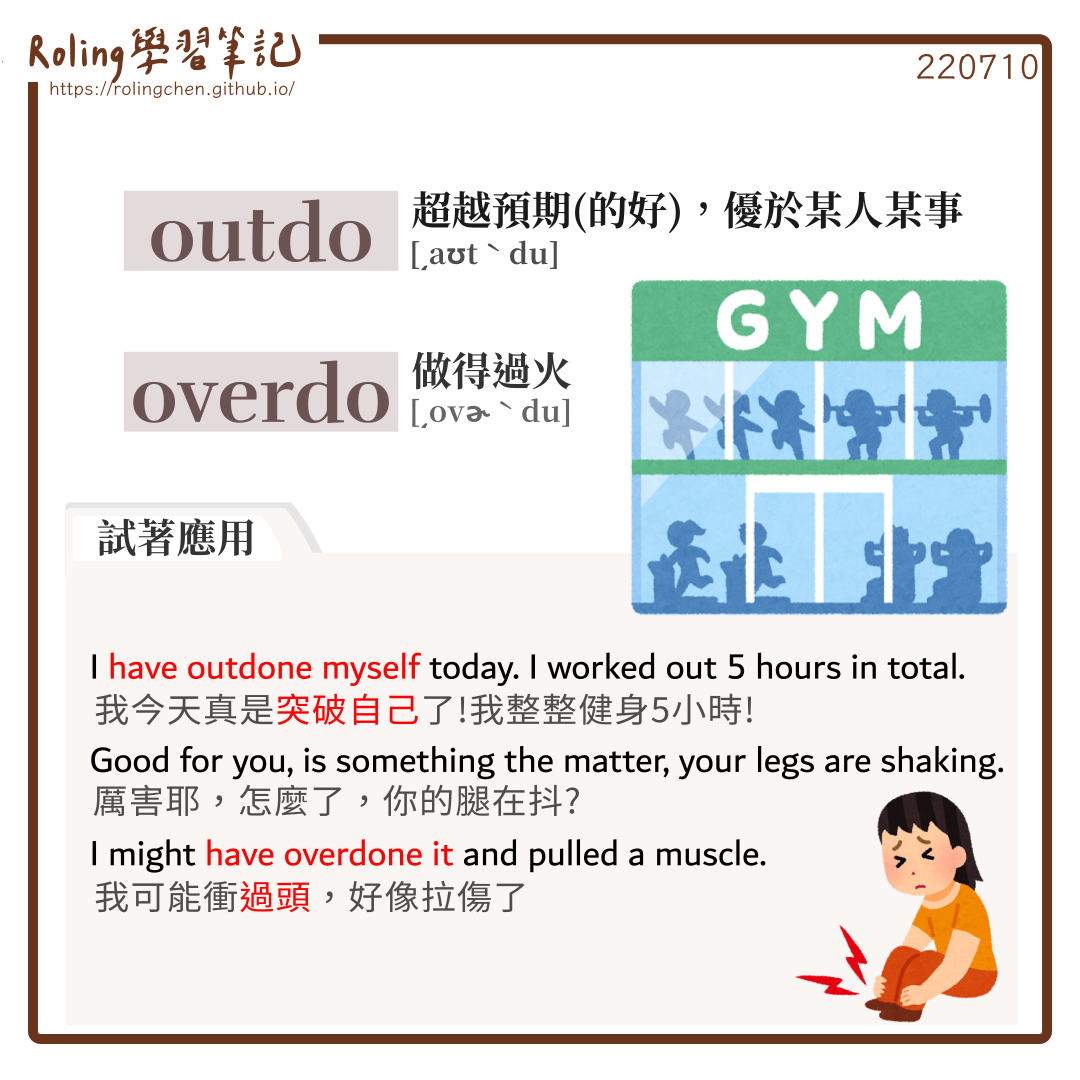 Roling學習筆記
https://rolingchen.github.io/
220710
outdo
超越預期(的好)，優於某人某事
[͵aʊtˋdu]
overdo
做得過火
[͵ovɚˋdu]
GYM
試著應用
I have outdone myself today. I worked out 5 hours in total.
我今天真是突破自己了!我整整健身5小時!
Good for you, is something the matter, your legs are shaking.
厲害耶，怎麼了，你的腿在抖?
I might have overdone it and pulled a muscle.
我可能衝過頭，好像拉傷了